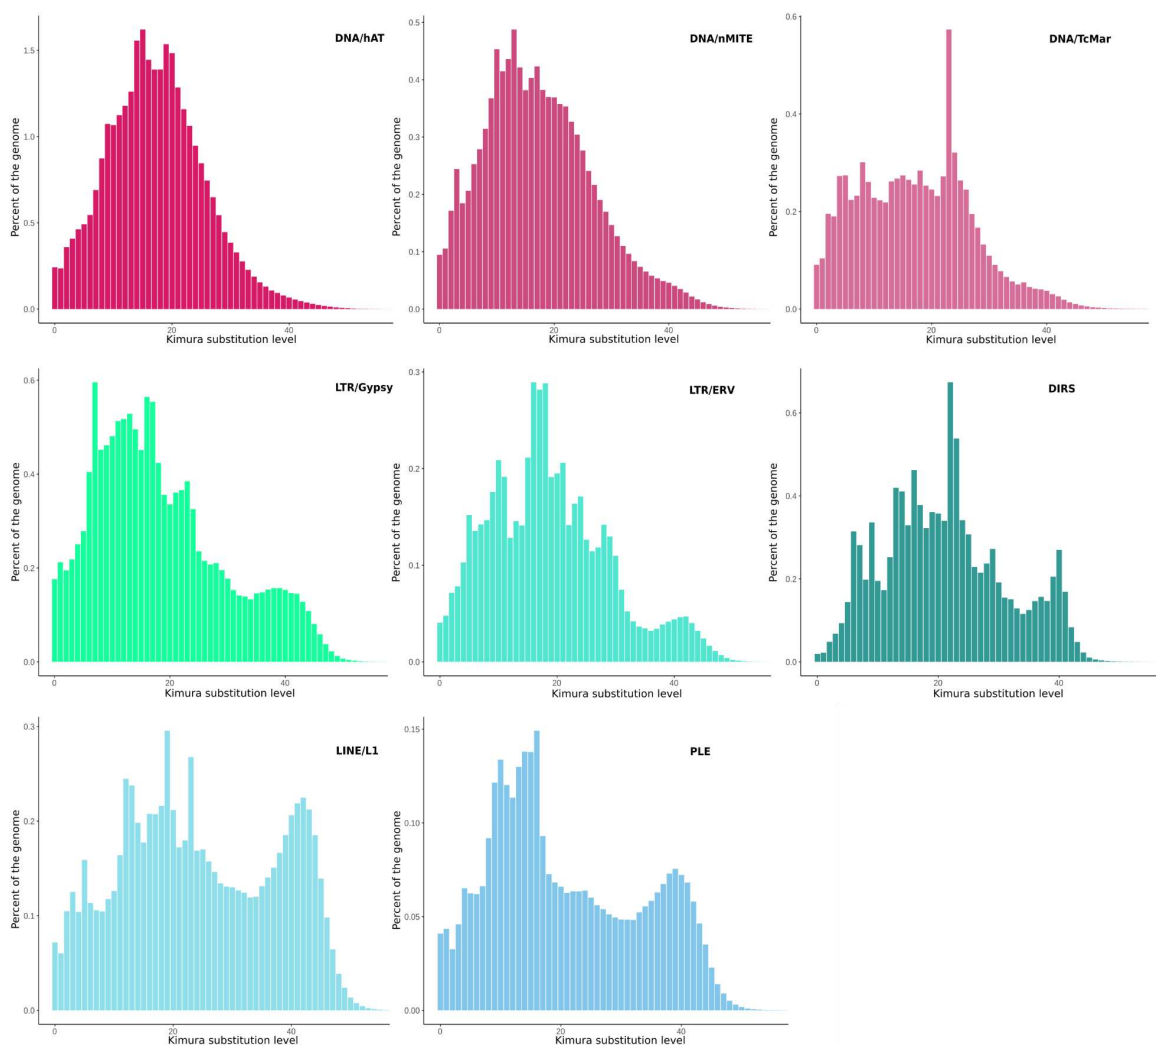 DNA/hAT
Percent of the genome
1.5
1.0
0.5
0.0
0
20
40
Kimura substitution level
DNA/nMITE
Percent of the genome
0.5
0.4
0.3
0.2
0.1
0.0
0
20
40
Kimura substitution level
DNA/TcMar
Percent of the genome
0.6
0.4
0.2
0.0
0
20
40
Kimura substitution level
LTR/Gypsy
Percent of the genome
0.6
0.4
0.2
0.0
0
20
40
Kimura substitution level
LTR/ERV
Percent of the genome
0.3
0.2
0.1
0.0
0
20
40
Kimura substitution level
DIRS
Percent of the genome
0.6
0.4
0.2
0.0
0
20
40
Kimura substitution level
LINE/L1
Percent of the genome
0.3
0.2
0.1
0.0
0
20
40
Kimura substitution level
PLE
Percent of the genome
0.15
0.10
0.05
0.00
0
20
40
Kimura substitution level